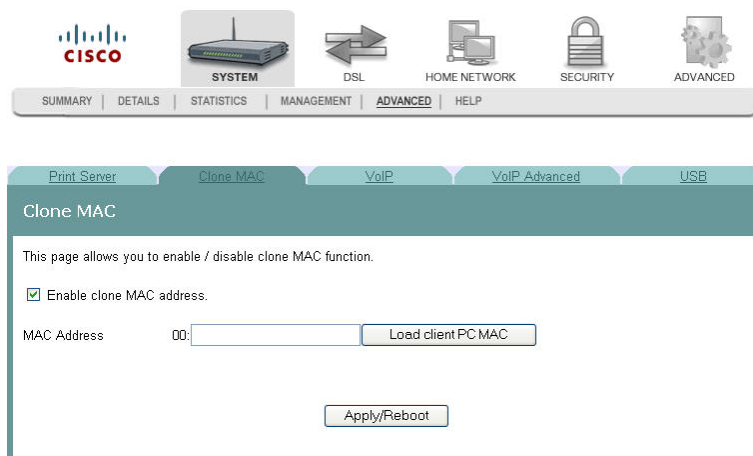 CISCO
SYSTEM DSL HOME NETWORK SECURITY ADVANCED
SUMMARY | DETAILS | STATISTICS | MANAGEMENT | ADVANCED | HELP
Print Server Clone MAC VoIP VoIP Advanced USB
Clone MAC
This page allows you to enable / disable clone MAC function.
Enable clone MAC address.
MAC Address 00: Load client PC MAC
Apply/Reboot